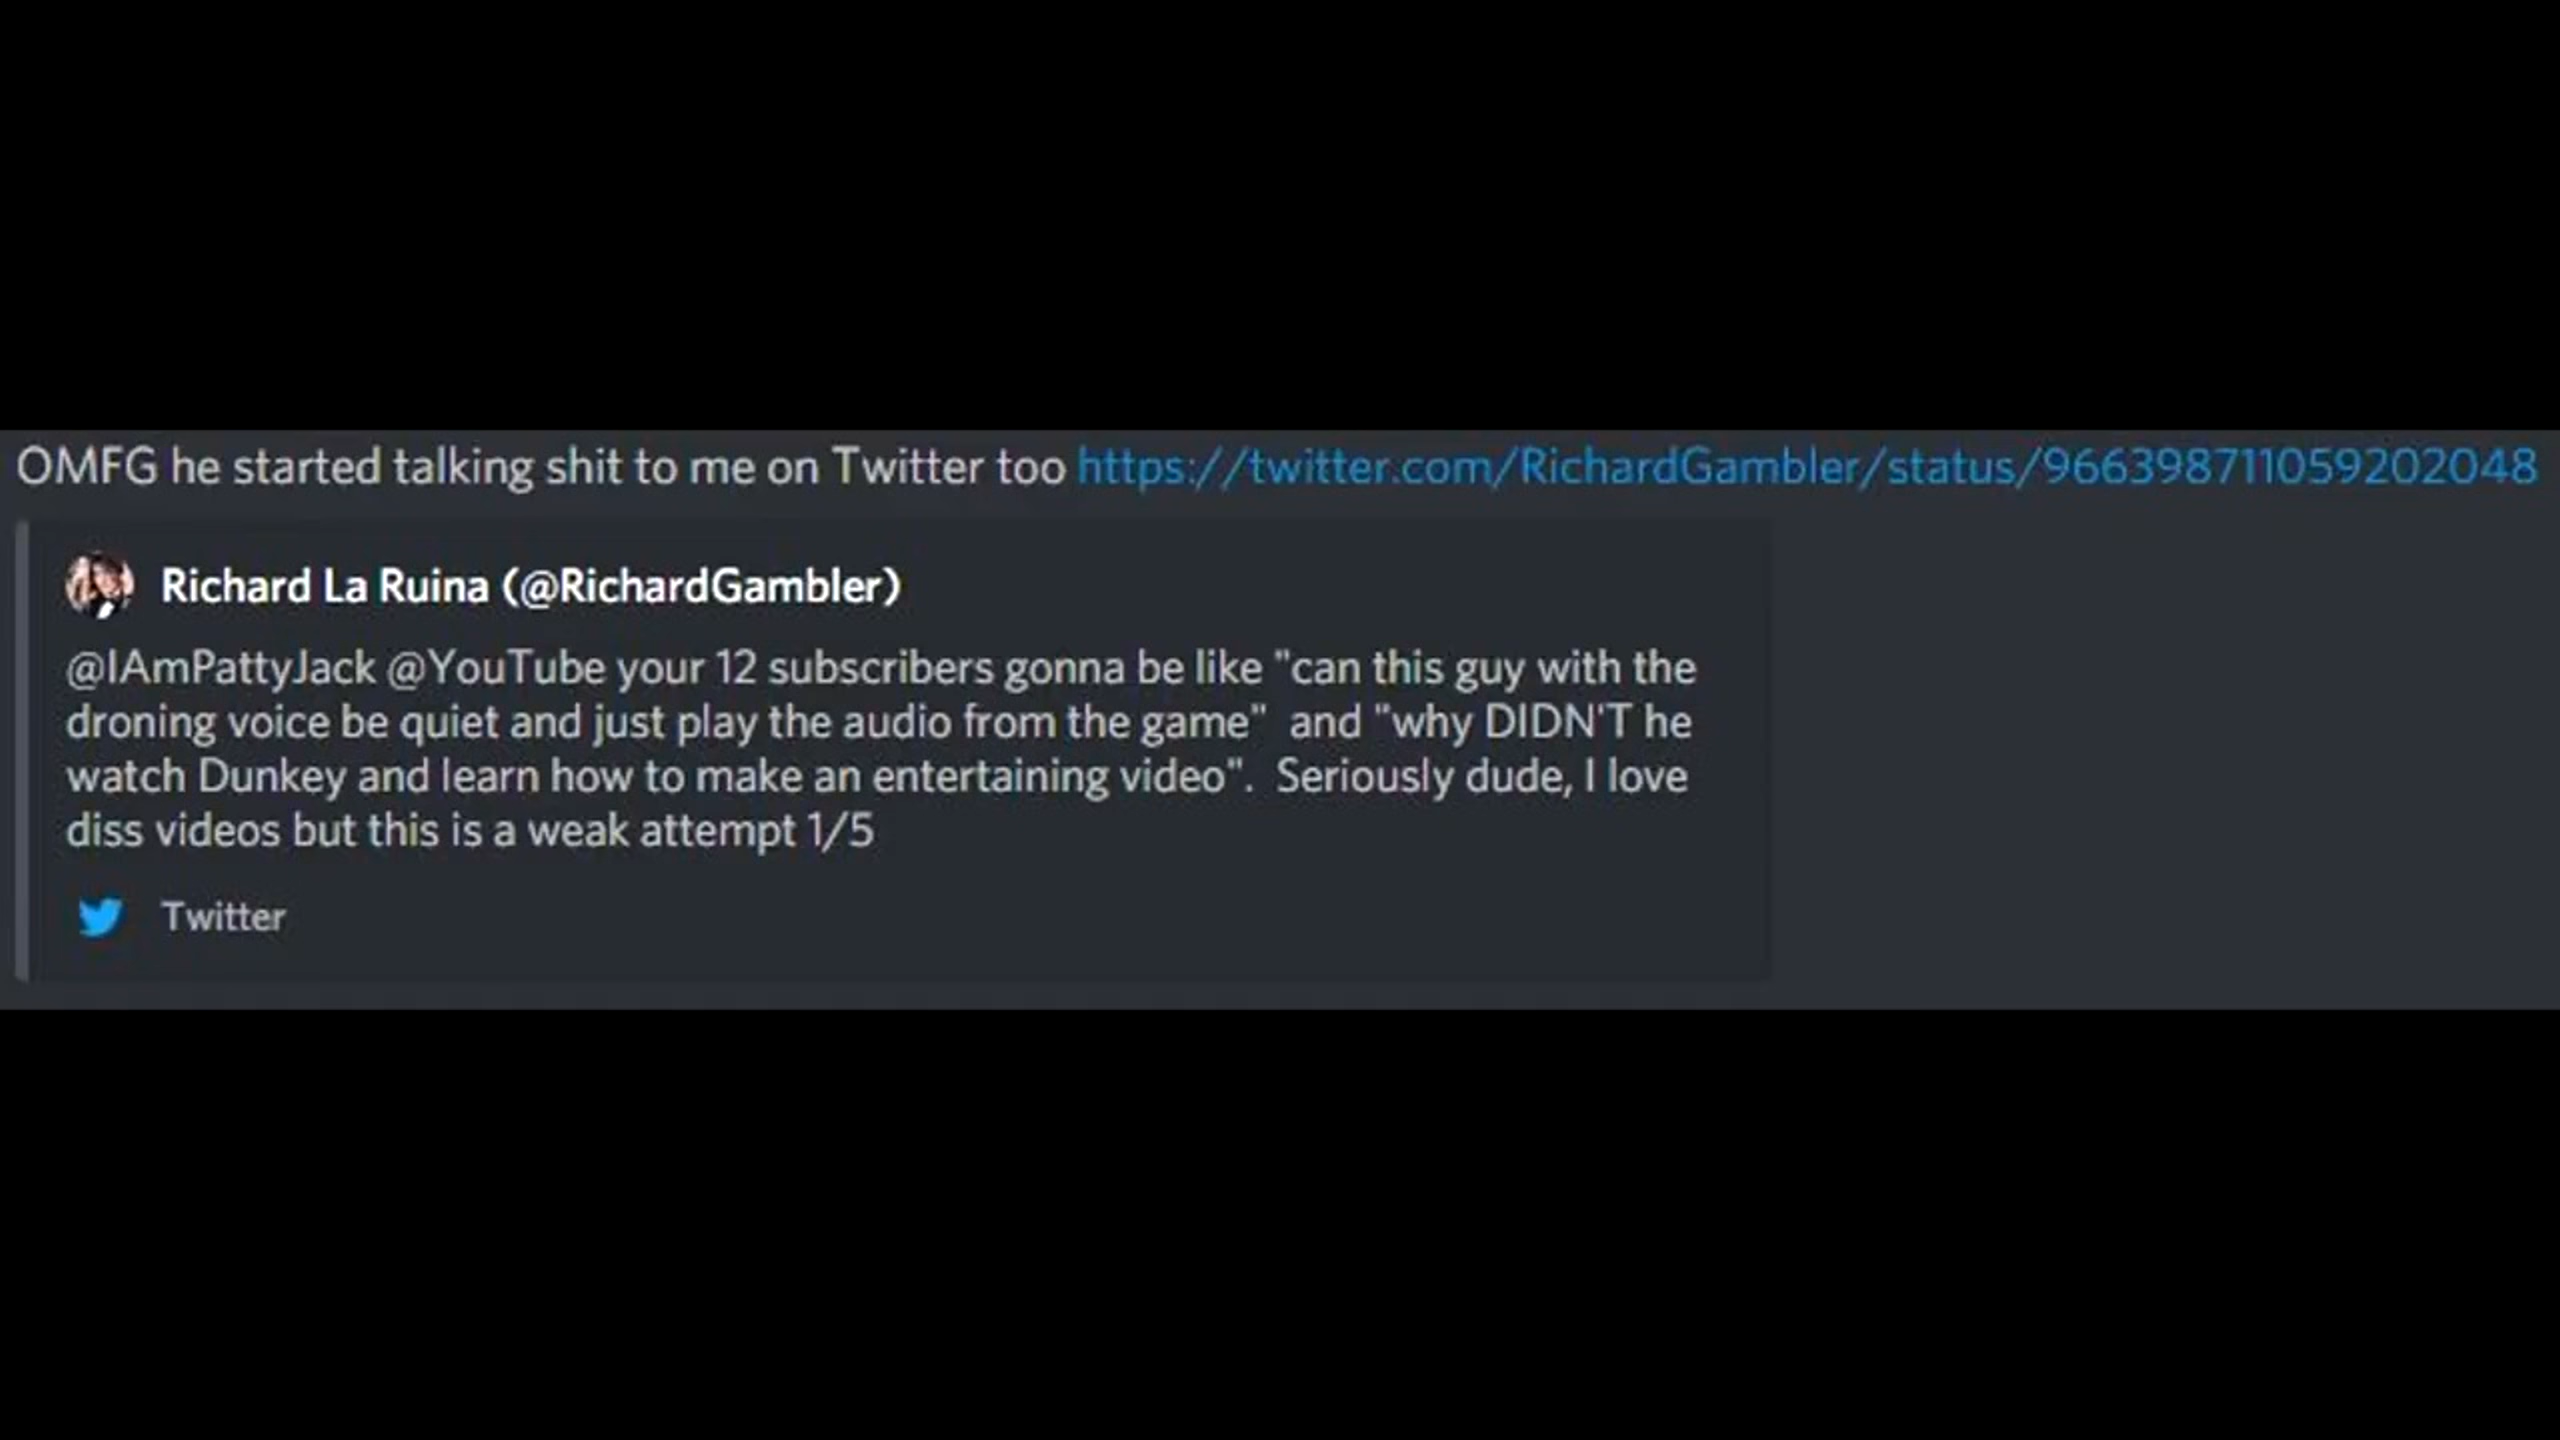 OMFG he started talking shit to me on Twitter too https://twitter.com/RichardGambler/status/966398711059202048
Richard La Ruina (@RichardGambler)
@IAmPattyJack @YouTube your 12 subscribers gonna be like "can this guy with the
droning voice be quiet and just play the audio from the game"  and "why DIDN'T he
watch Dunkey and learn how to make an entertaining video".  Seriously dude, I love
diss videos but this is a weak attempt 1/5
Twitter